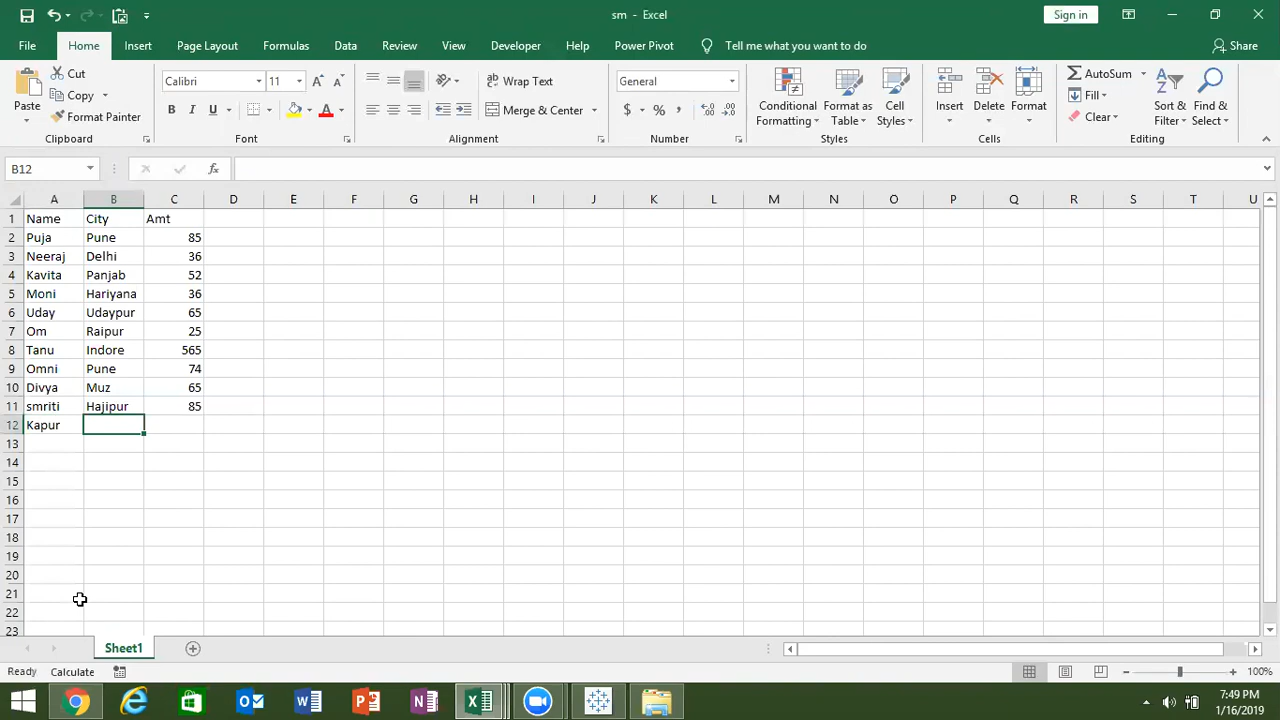 sm - Excel
Sign in
File Home Insert Page Layout Formulas Data Review View Developer Help Power Pivot Tell me what you want to do Share
Paste Cut Copy Format Painter Clipboard
Calibri 11 B I U A Font
ab Wrap Text Merge & Center Alignment
General $ % , Number
Conditional Formatting Format as Table Cell Styles Styles
Insert Delete Format Cells
AutoSum Fill Clear Sort & Filter Find & Select Editing
B12 fx
A B C D E F G H I J K L M N O P Q R S T U
1 Name City Amt
2 Puja Pune 85
3 Neeraj Delhi 36
4 Kavita Panjab 52
5 Moni Hariyana 36
6 Uday Udaypur 65
7 Om Raipur 25
8 Tanu Indore 565
9 Omni Pune 74
10 Divya Muz 65
11 smriti Hajipur 85
12 Kapur
13
14
15
16
17
18
19
20
21
22
23
Sheet1
Ready Calculate 100%
7:49 PM
1/16/2019